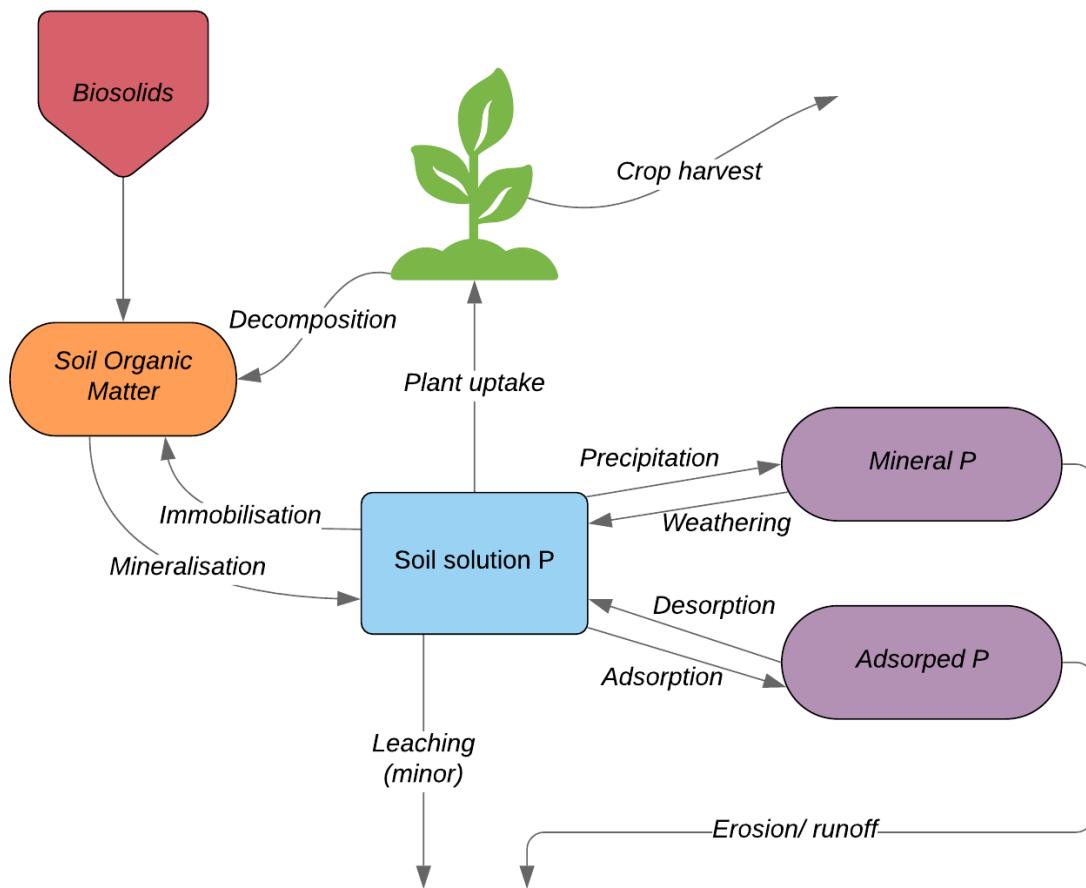 Biosolids
Crop harvest
Decomposition
Soil Organic
Matter
Plant uptake
Precipitation
Mineral P
Immobilisation
Weathering
Mineralisation
Soil solution P
Desorption
Adsorped P
Adsorption
Leaching
(minor)
Erosion/ runoff